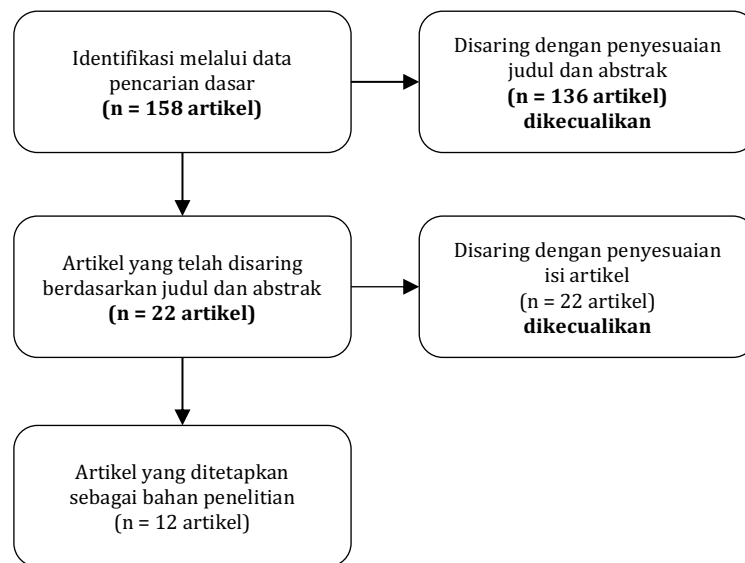 Identifikasi melalui data
pencarian dasar
(n = 158 artikel)
Disaring dengan penyesuaian
judul dan abstrak
(n = 136 artikel)
dikecualikan
Artikel yang telah disaring
berdasarkan judul dan abstrak
(n = 22 artikel)
Disaring dengan penyesuaian
isi artikel
(n = 22 artikel)
dikecualikan
Artikel yang ditetapkan
sebagai bahan penelitian
(n = 12 artikel)